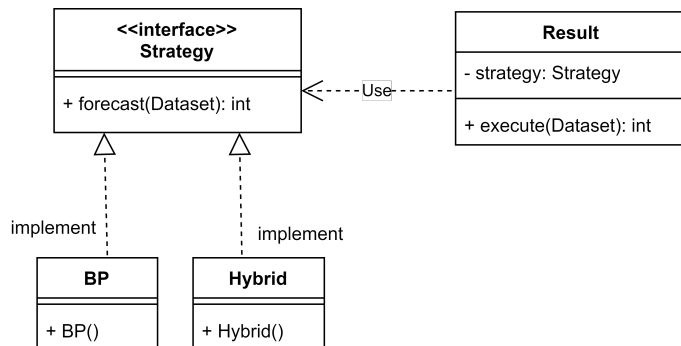 <<interface>>
Strategy
+ forecast(Dataset): int
Use
Result
- strategy: Strategy
+ execute(Dataset): int
implement
implement
BP
+ BP()
Hybrid
+ Hybrid()